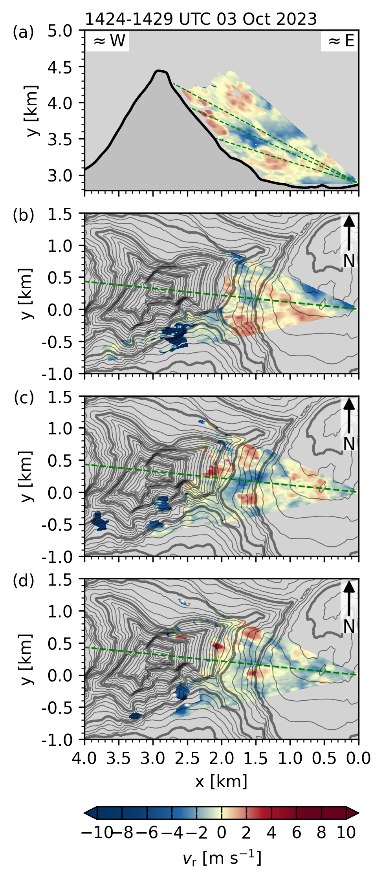 1424-1429 UTC 03 Oct 2023
(a)
≈ W
≈ E
5.0
4.5
4.0
3.5
3.0
y [km]
(b)
1.5
1.0
0.5
0.0
-0.5
-1.0
y [km]
N
(c)
1.5
1.0
0.5
0.0
-0.5
-1.0
y [km]
N
(d)
1.5
1.0
0.5
0.0
-0.5
-1.0
y [km]
N
4.0 3.5 3.0 2.5 2.0 1.5 1.0 0.5 0.0
x [km]
−10 −8 −6 −4 −2 0 2 4 6 8 10
vr [m s⁻¹]